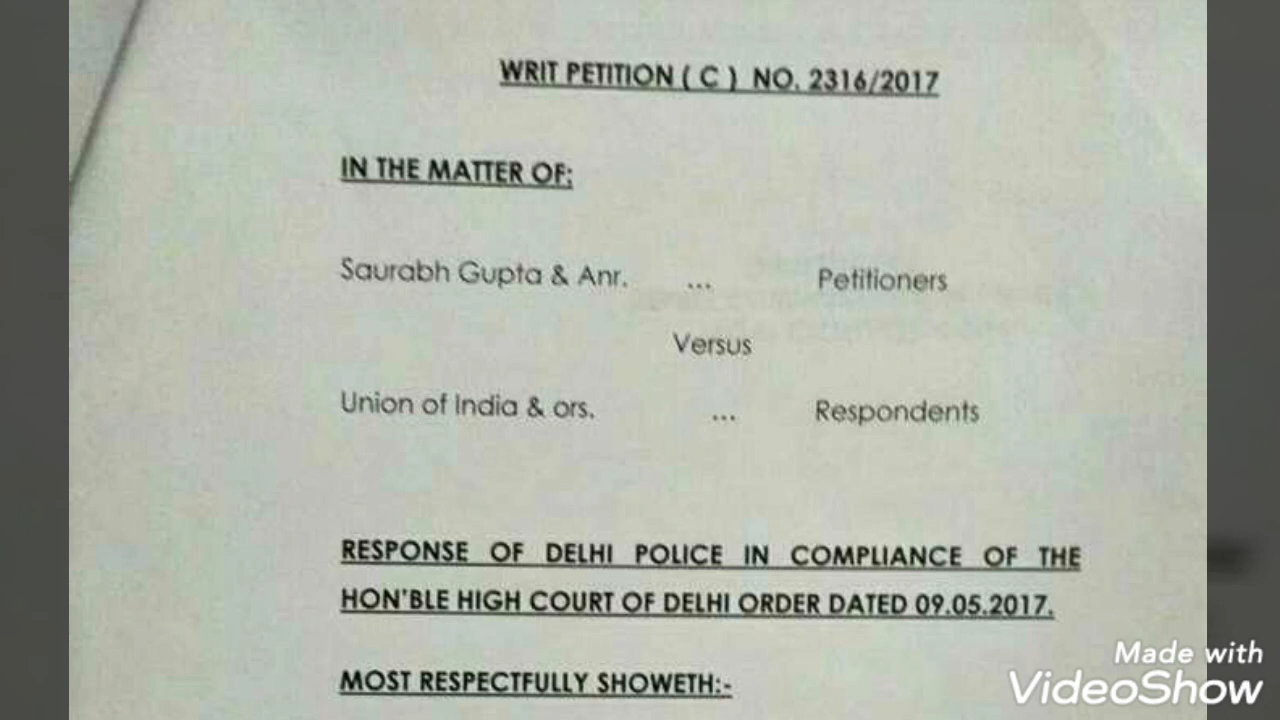 WRIT PETITION ( C ) NO. 2316/2017
IN THE MATTER OF:
Saurabh Gupta & Anr. ... Petitioners
Versus
Union of India & ors. ... Respondents
RESPONSE OF DELHI POLICE IN COMPLIANCE OF THE
HON'BLE HIGH COURT OF DELHI ORDER DATED 09.05.2017.
MOST RESPECTFULLY SHOWETH:-
Made with
VideoShow